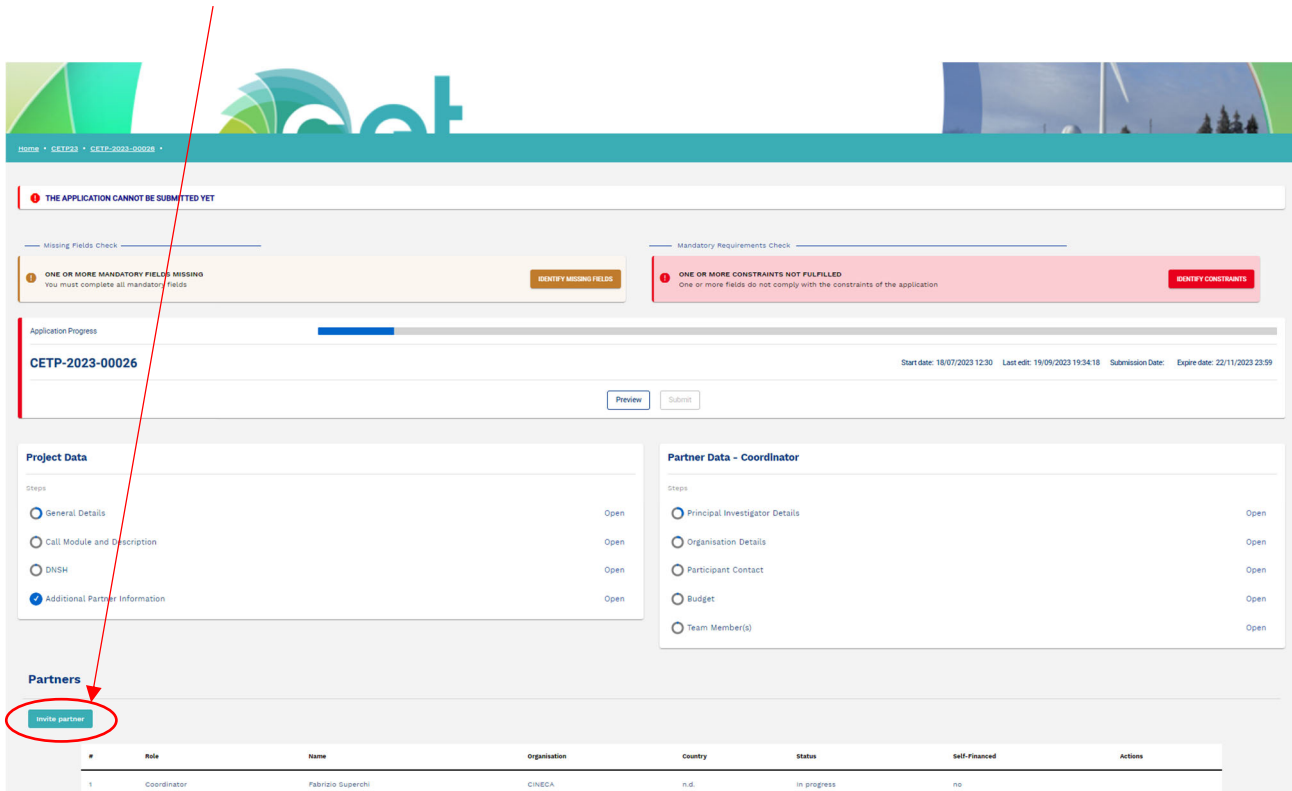 cet
Home • CETP23 • CETP-2023-00026 •
THE APPLICATION CANNOT BE SUBMITTED YET
Missing Fields Check
Mandatory Requirements Check
ONE OR MORE MANDATORY FIELDS MISSING
You must complete all mandatory fields
IDENTIFY MISSING FIELDS
ONE OR MORE CONSTRAINTS NOT FULFILLED
One or more fields do not comply with the constraints of the application
IDENTIFY CONSTRAINTS
Application Progress
CETP-2023-00026
Start date: 18/07/2023 12:30 Last edit: 19/09/2023 19:34:18 Submission Date: Expire date: 22/11/2023 23:59
Preview Submit
Project Data
Steps
General Details Open
Call Module and Description Open
DNSH Open
Additional Partner Information Open
Partner Data - Coordinator
Steps
Principal Investigator Details Open
Organisation Details Open
Participant Contact Open
Budget Open
Team Member(s) Open
Partners
Invite partner
# Role Name Organisation Country Status Self-Financed Actions
1 Coordinator Fabrizio Superchi CINECA n.d. In progress no